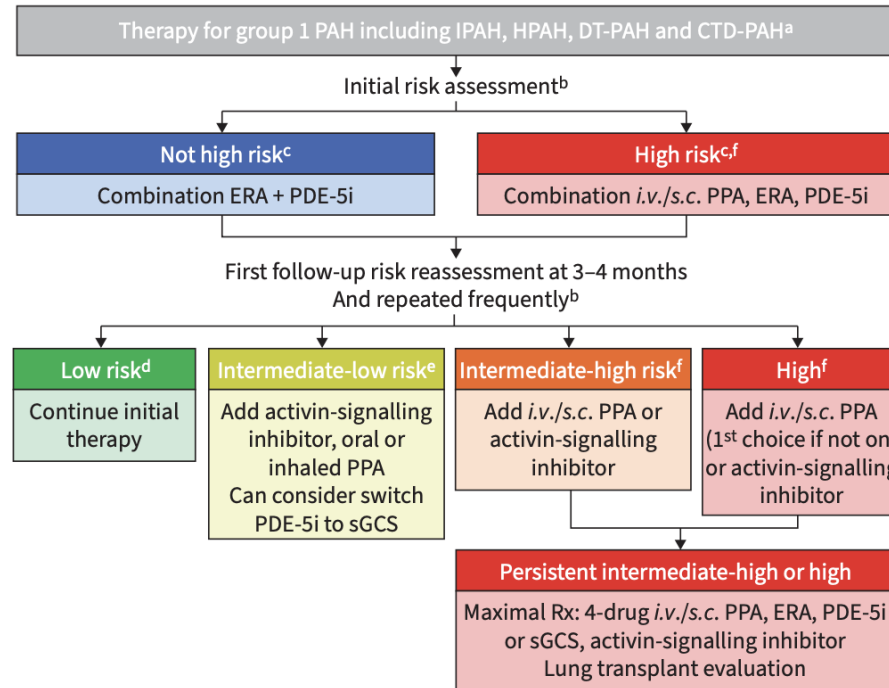 Therapy for group 1 PAH including IPAH, HPAH, DT-PAH and CTD-PAHᵃ
Initial risk assessmentᵇ
Not high riskᶜ
Combination ERA + PDE-5i
High riskᶜ,ᶠ
Combination i.v./s.c. PPA, ERA, PDE-5i
First follow-up risk reassessment at 3–4 months
And repeated frequentlyᵇ
Low riskᵈ
Continue initial
therapy
Intermediate-low riskᵉ
Add activin-signalling
inhibitor, oral or
inhaled PPA
Can consider switch
PDE-5i to sGCS
Intermediate-high riskᶠ
Add i.v./s.c. PPA or
activin-signalling
inhibitor
Highᶠ
Add i.v./s.c. PPA
(1ˢᵗ choice if not on
or activin-signalling
inhibitor
Persistent intermediate-high or high
Maximal Rx: 4-drug i.v./s.c. PPA, ERA, PDE-5i
or sGCS, activin-signalling inhibitor
Lung transplant evaluation